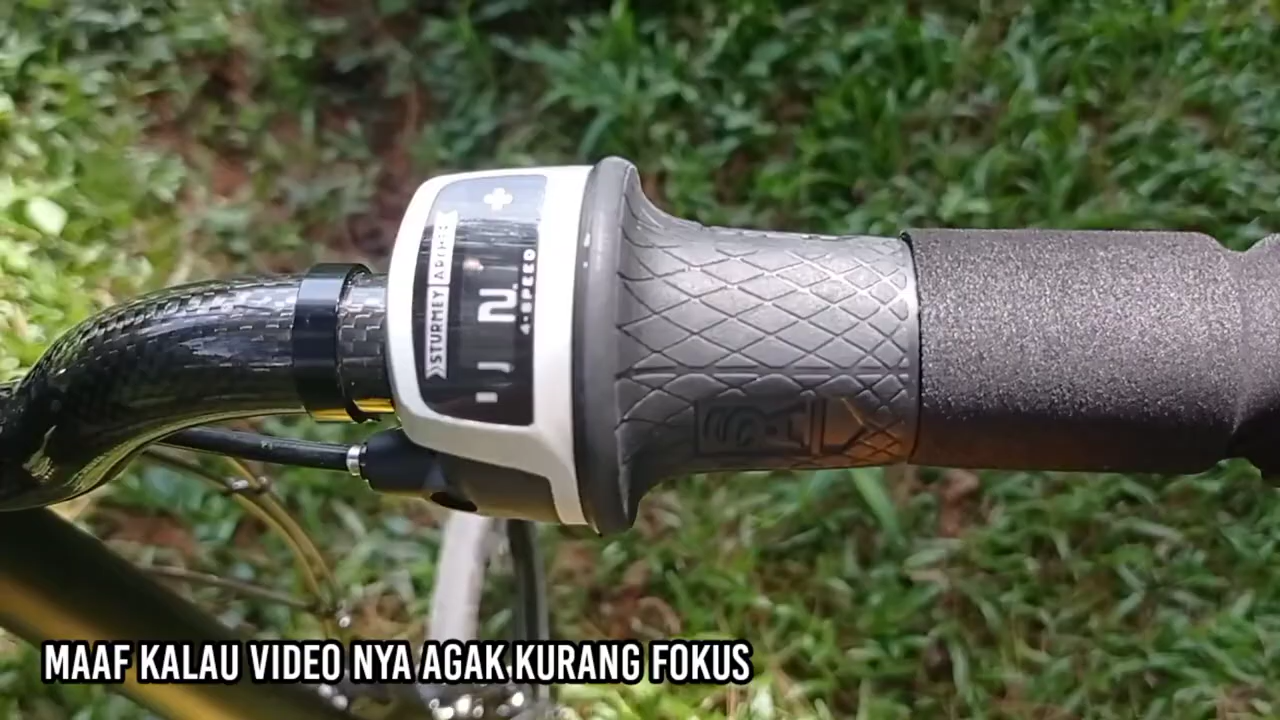 +
STURMEY ARCHER
2
4-SPEED
MAAF KALAU VIDEO NYA AGAK KURANG FOKUS